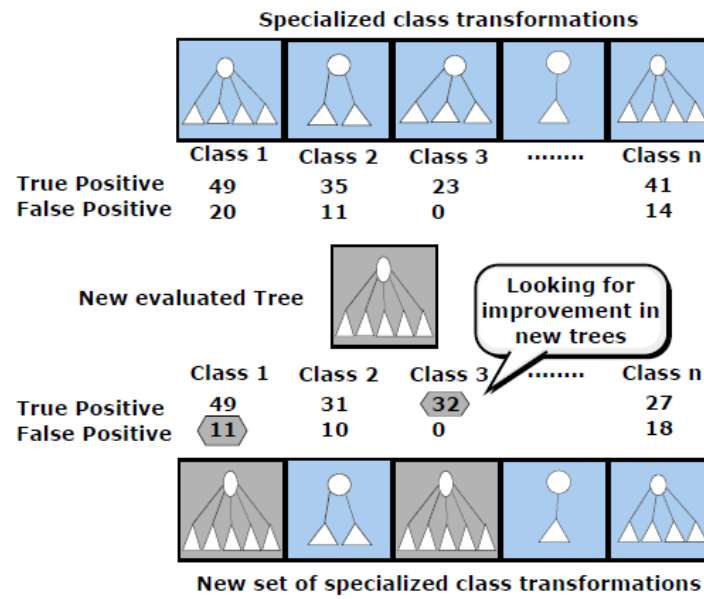 Specialized class transformations
Class 1 Class 2 Class 3 ........ Class n
True Positive 49 35 23 41
False Positive 20 11 0 14
New evaluated Tree
Looking for
improvement in
new trees
Class 1 Class 2 Class 3 ........ Class n
True Positive 49 31 32 27
False Positive 11 10 0 18
New set of specialized class transformations